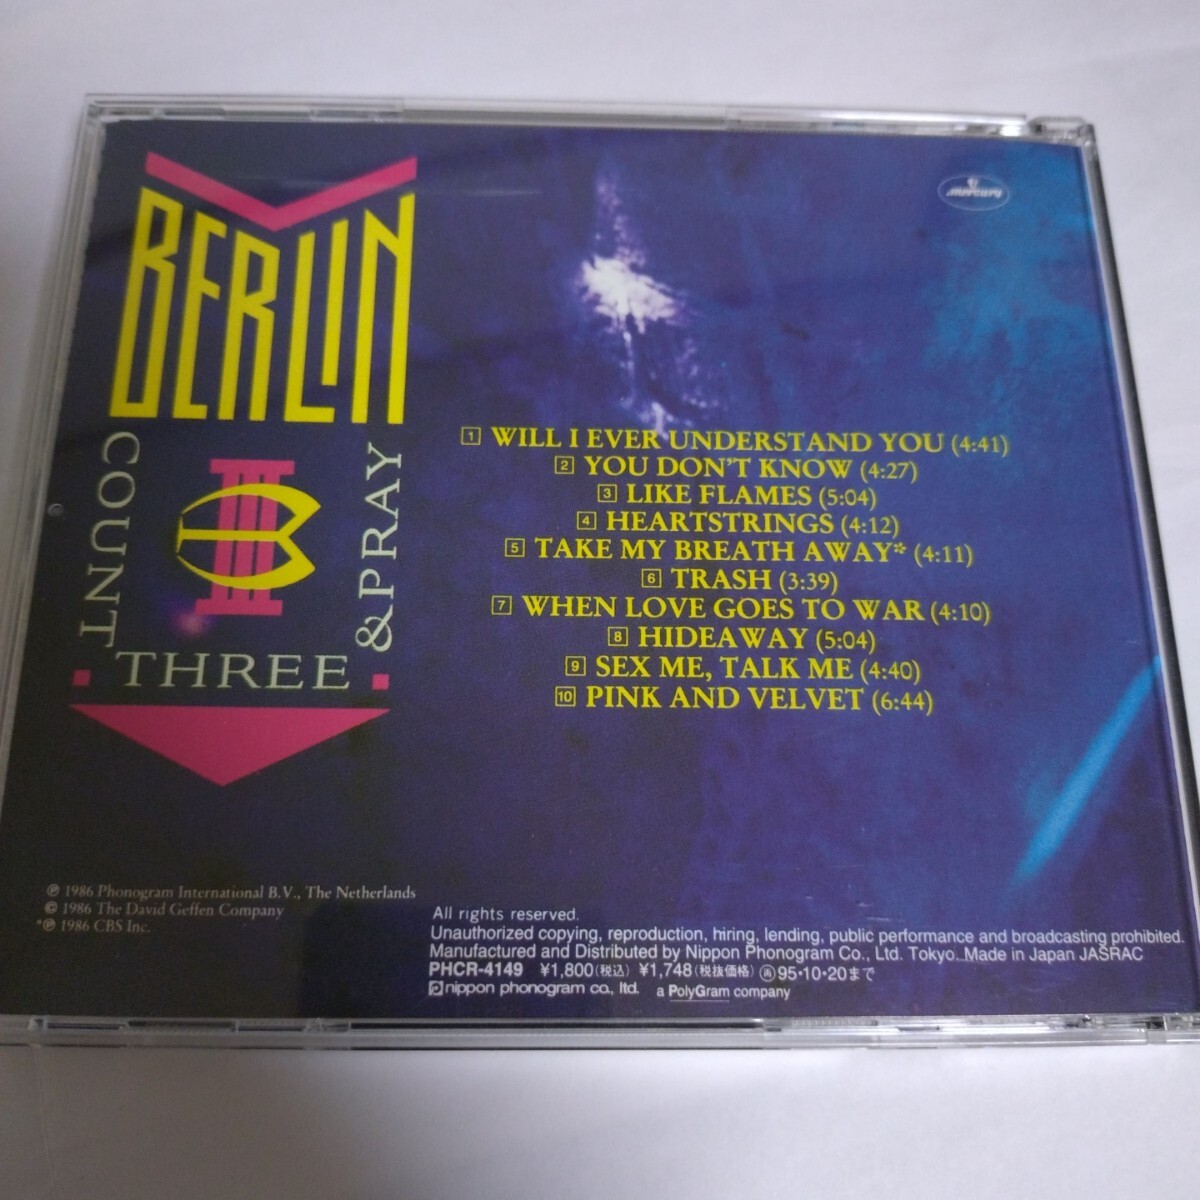 BERLIN
COUNT
THREE
& PRAY
mercury
1 WILL I EVER UNDERSTAND YOU (4:41)
2 YOU DON'T KNOW (4:27)
3 LIKE FLAMES (5:04)
4 HEARTSTRINGS (4:12)
5 TAKE MY BREATH AWAY* (4:11)
6 TRASH (3:39)
7 WHEN LOVE GOES TO WAR (4:10)
8 HIDEAWAY (5:04)
9 SEX ME, TALK ME (4:40)
10 PINK AND VELVET (6:44)
℗ 1986 Phonogram International B.V., The Netherlands
© 1986 The David Geffen Company
*℗ 1986 CBS Inc.
All rights reserved.
Unauthorized copying, reproduction, hiring, lending, public performance and broadcasting prohibited.
Manufactured and Distributed by Nippon Phonogram Co., Ltd. Tokyo. Made in Japan JASRAC
PHCR-4149 ¥1,800(税込) ¥1,748(税抜価格) 再95・10・20まで
nippon phonogram co., ltd. a PolyGram company